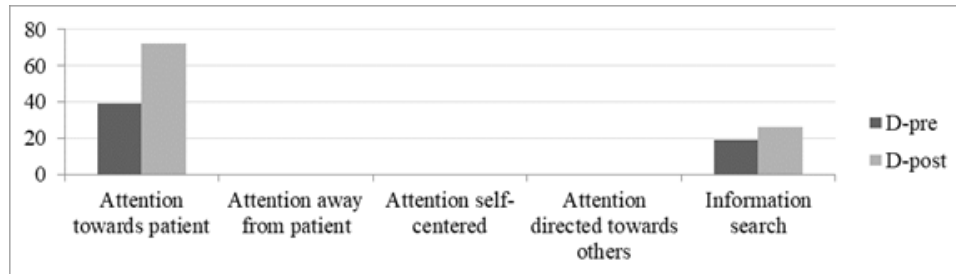 80
60
40
20
0
Attention towards patient
Attention away from patient
Attention self-centered
Attention directed towards others
Information search
D-pre
D-post